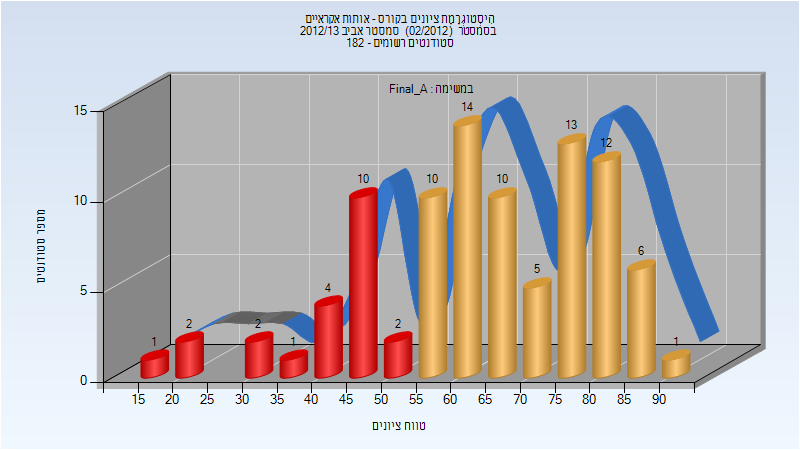 היסטוגרמת ציונים בקורס - אותות אקראיים
בסמסטר (02/2012) סמסטר אביב 2012/13
סטודנטים רשומים - 182
במשימה : Final_A
מספר סטודנטים
15
10
5
0
1
2
2
1
4
10
2
10
14
10
5
13
12
6
1
15 20 25 30 35 40 45 50 55 60 65 70 75 80 85 90
טווח ציונים